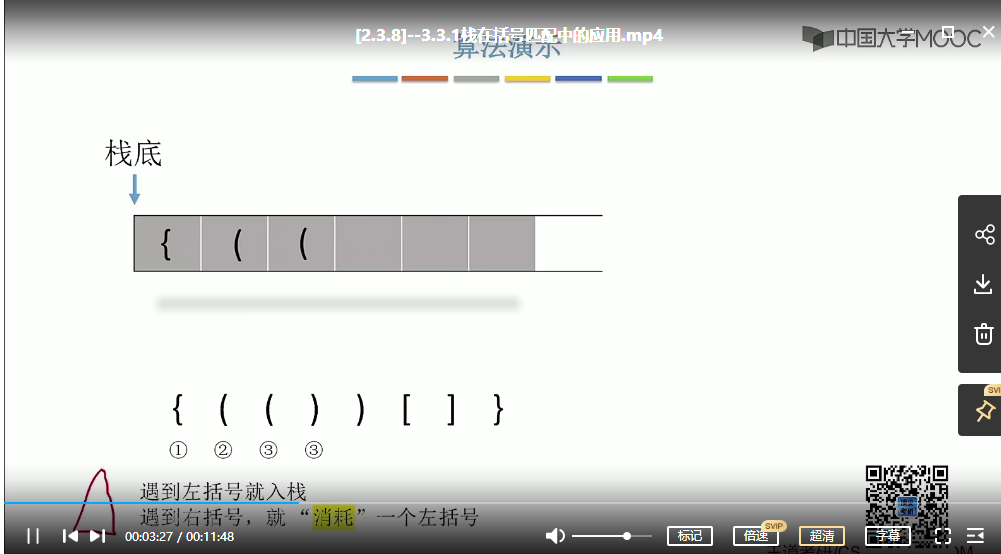 [2.3.8]--3.3.1栈在括号匹配中的应用.mp4
算法演示
中国大学MOOC
栈底
{ ( (
{ ( ( ) ) [ ] }
① ② ③ ③
遇到左括号就入栈
遇到右括号，就“消耗”一个左括号
SVIP
00:03:27 / 00:11:48
标记
倍速
SVIP
超清
字幕